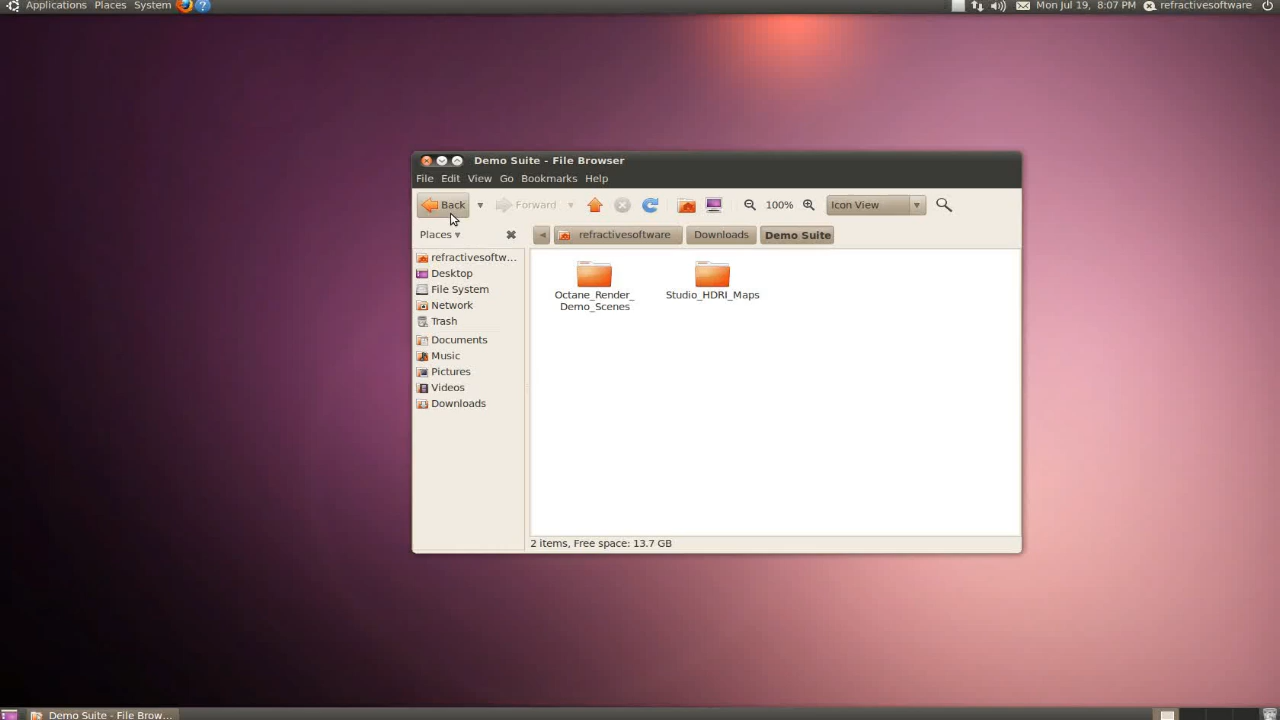 Applications Places System
Mon Jul 19, 8:07 PM refractivesoftware
Demo Suite - File Browser
File Edit View Go Bookmarks Help
Back Forward 100% Icon View
Places refractivesoftware Downloads Demo Suite
refractivesoftw...
Desktop
File System
Network
Trash
Documents
Music
Pictures
Videos
Downloads
Octane_Render_
Demo_Scenes
Studio_HDRI_Maps
2 items, Free space: 13.7 GB
Demo Suite - File Brow...